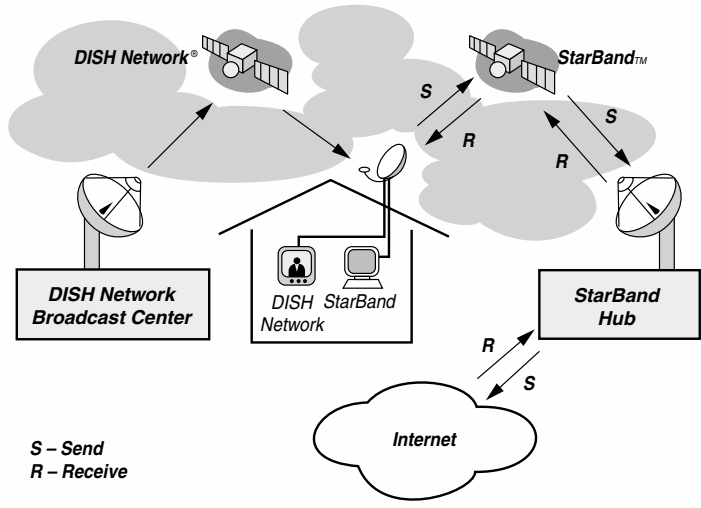 DISH Network®
StarBand™
S
R
S
R
DISH Network
Broadcast Center
DISH
Network
StarBand
StarBand
Hub
R
S
Internet
S – Send
R – Receive